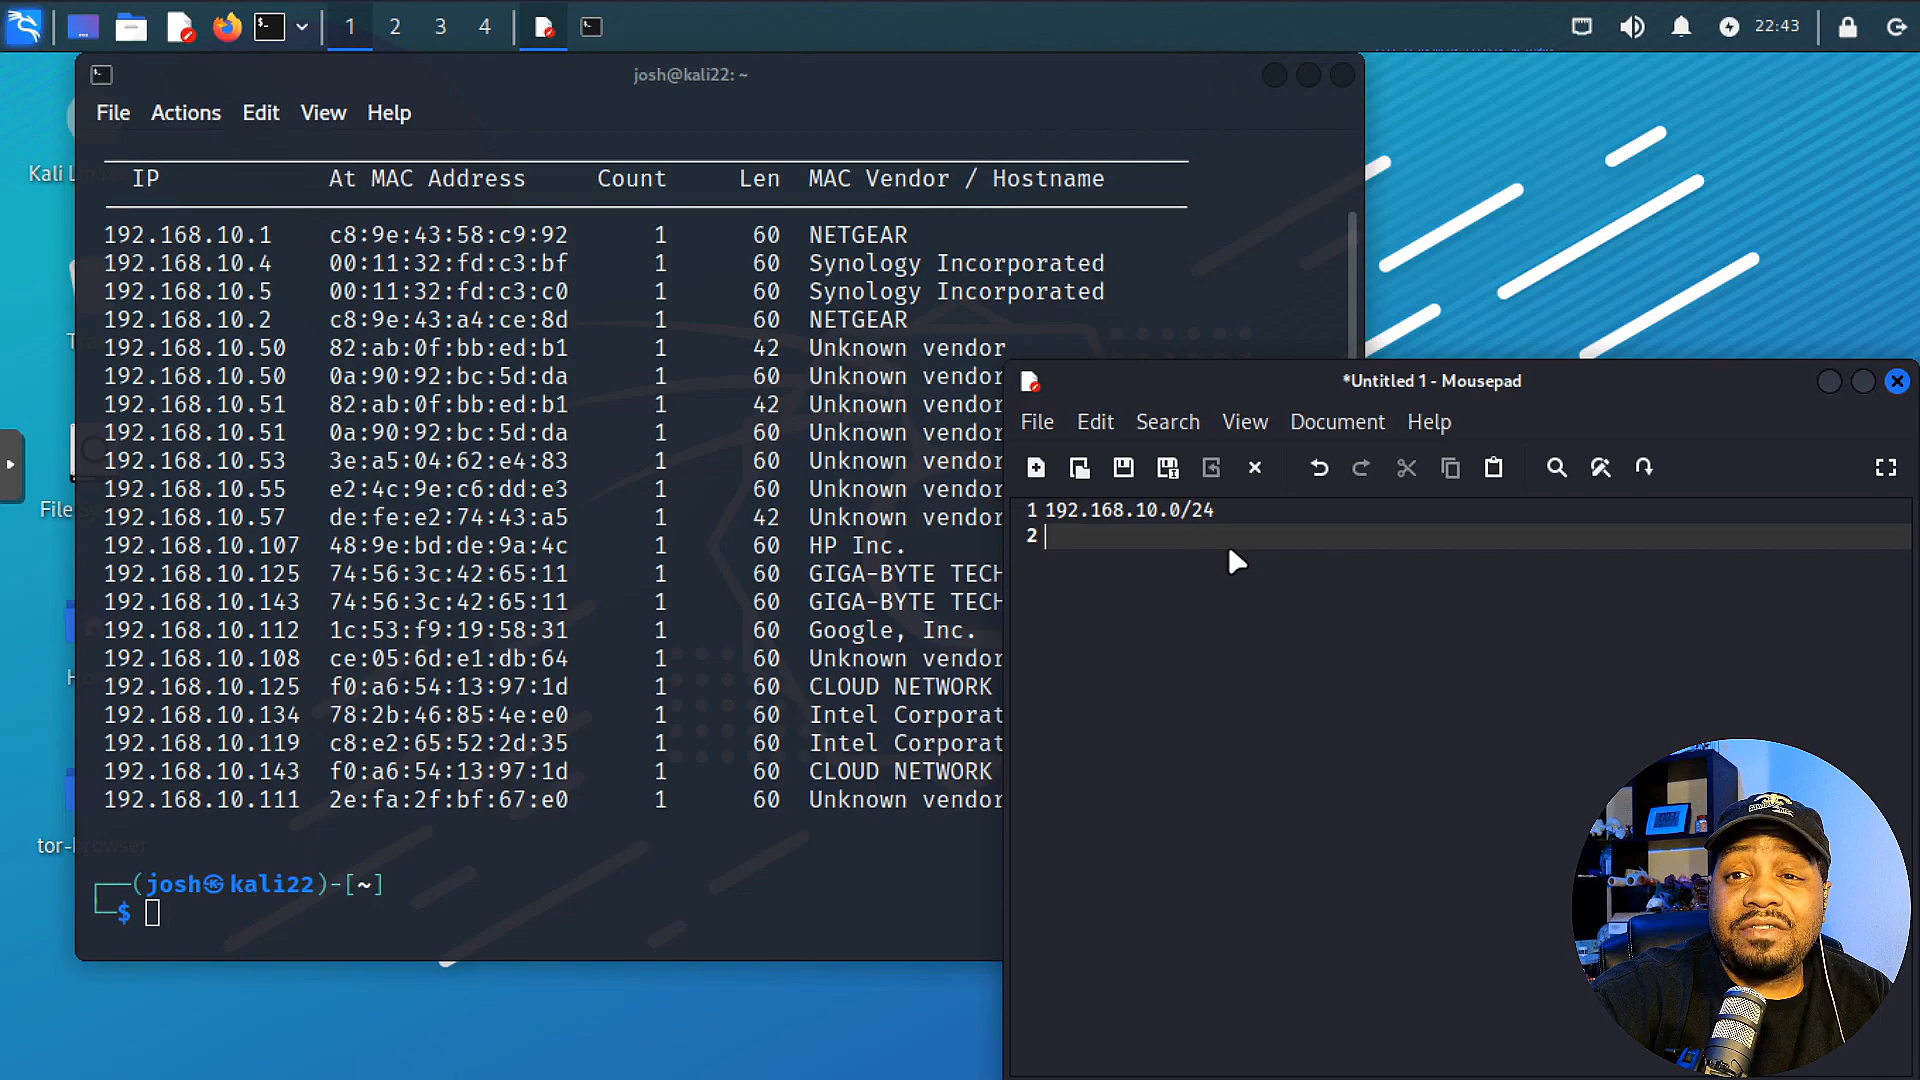 1 2 3 4
22:43
josh@kali22: ~
File Actions Edit View Help
IP At MAC Address Count Len MAC Vendor / Hostname
192.168.10.1 c8:9e:43:58:c9:92 1 60 NETGEAR
192.168.10.4 00:11:32:fd:c3:bf 1 60 Synology Incorporated
192.168.10.5 00:11:32:fd:c3:c0 1 60 Synology Incorporated
192.168.10.2 c8:9e:43:a4:ce:8d 1 60 NETGEAR
192.168.10.50 82:ab:0f:bb:ed:b1 1 42 Unknown vendor
192.168.10.50 0a:90:92:bc:5d:da 1 60 Unknown vendor
192.168.10.51 82:ab:0f:bb:ed:b1 1 42 Unknown vendor
192.168.10.51 0a:90:92:bc:5d:da 1 60 Unknown vendor
192.168.10.53 3e:a5:04:62:e4:83 1 60 Unknown vendor
192.168.10.55 e2:4c:9e:c6:dd:e3 1 60 Unknown vendor
192.168.10.57 de:fe:e2:74:43:a5 1 42 Unknown vendor
192.168.10.107 48:9e:bd:de:9a:4c 1 60 HP Inc.
192.168.10.125 74:56:3c:42:65:11 1 60 GIGA-BYTE TECH
192.168.10.143 74:56:3c:42:65:11 1 60 GIGA-BYTE TECH
192.168.10.112 1c:53:f9:19:58:31 1 60 Google, Inc.
192.168.10.108 ce:05:6d:e1:db:64 1 60 Unknown vendor
192.168.10.125 f0:a6:54:13:97:1d 1 60 CLOUD NETWORK
192.168.10.134 78:2b:46:85:4e:e0 1 60 Intel Corporat
192.168.10.119 c8:e2:65:52:2d:35 1 60 Intel Corporat
192.168.10.143 f0:a6:54:13:97:1d 1 60 CLOUD NETWORK
192.168.10.111 2e:fa:2f:bf:67:e0 1 60 Unknown vendor
(josh㉿kali22)-[~]
$
*Untitled 1 - Mousepad
File Edit Search View Document Help
1 192.168.10.0/24
2
Kali
File
tor-browser